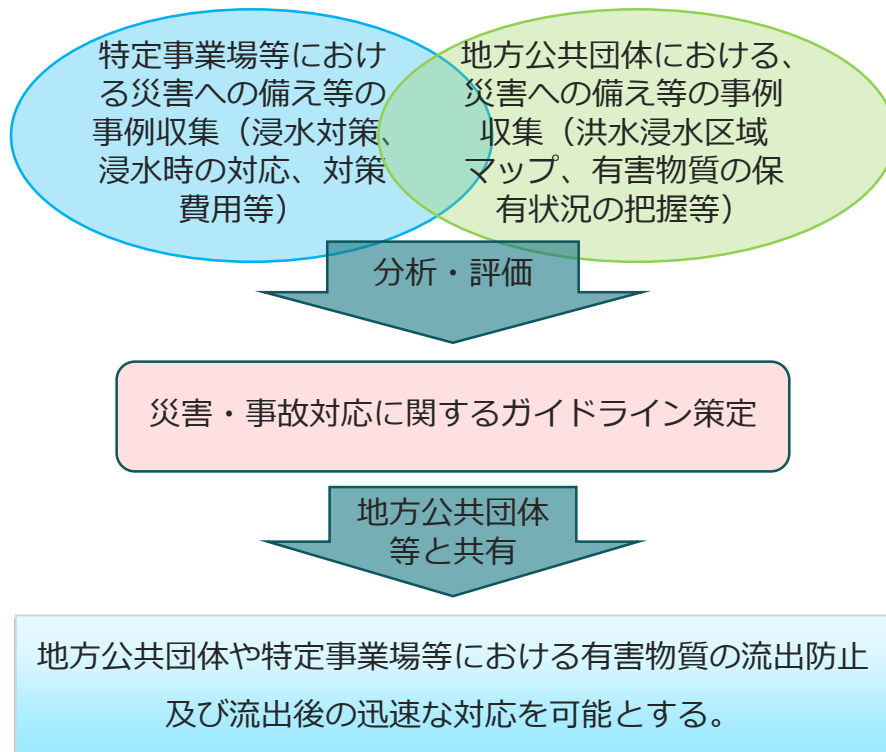 特定事業場等におけ
る災害への備え等の
事例収集（浸水対策、
浸水時の対応、対策
費用等）
地方公共団体における、
災害への備え等の事例
収集（洪水浸水区域
マップ、有害物質の保
有状況の把握等）
分析・評価
災害・事故対応に関するガイドライン策定
地方公共団体
等と共有
地方公共団体や特定事業場等における有害物質の流出防止
及び流出後の迅速な対応を可能とする。